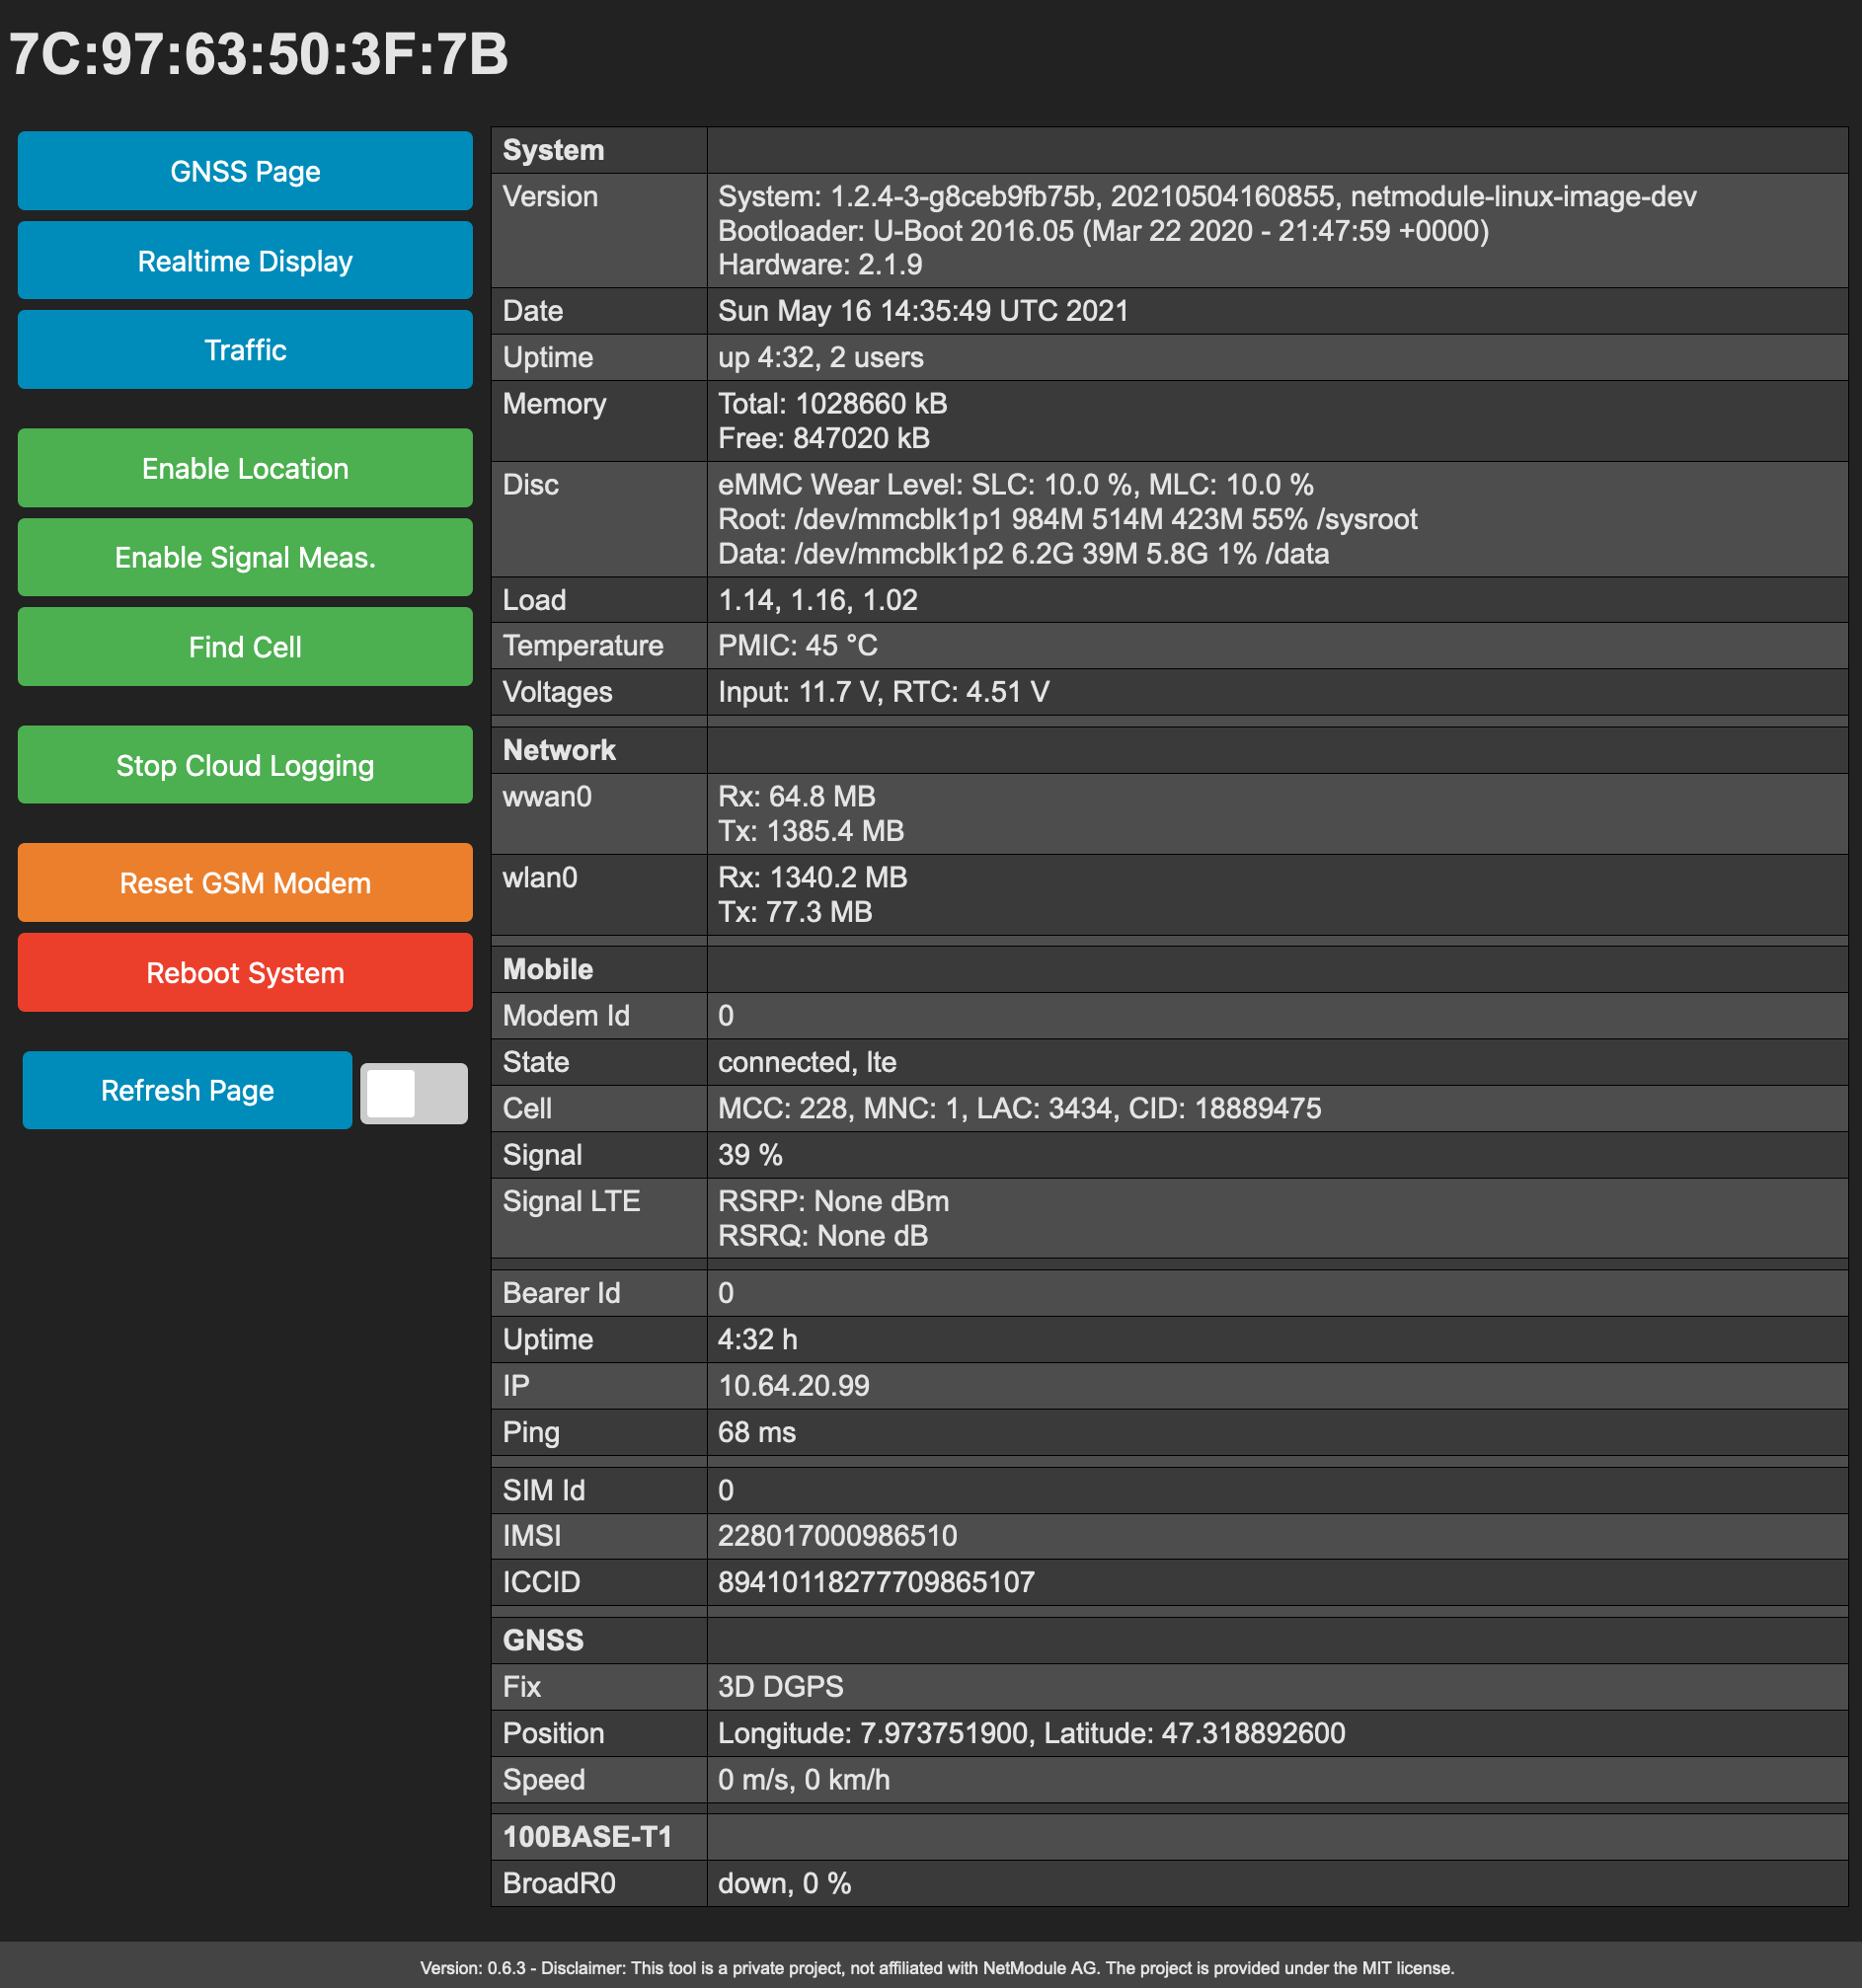 7C:97:63:50:3F:7B
GNSS Page
Realtime Display
Traffic
Enable Location
Enable Signal Meas.
Find Cell
Stop Cloud Logging
Reset GSM Modem
Reboot System
Refresh Page
System
Version
System: 1.2.4-3-g8ceb9fb75b, 20210504160855, netmodule-linux-image-dev
Bootloader: U-Boot 2016.05 (Mar 22 2020 - 21:47:59 +0000)
Hardware: 2.1.9
Date Sun May 16 14:35:49 UTC 2021
Uptime up 4:32, 2 users
Memory Total: 1028660 kB
Free: 847020 kB
Disc eMMC Wear Level: SLC: 10.0 %, MLC: 10.0 %
Root: /dev/mmcblk1p1 984M 514M 423M 55% /sysroot
Data: /dev/mmcblk1p2 6.2G 39M 5.8G 1% /data
Load 1.14, 1.16, 1.02
Temperature PMIC: 45 °C
Voltages Input: 11.7 V, RTC: 4.51 V
Network
wwan0 Rx: 64.8 MB
Tx: 1385.4 MB
wlan0 Rx: 1340.2 MB
Tx: 77.3 MB
Mobile
Modem Id 0
State connected, lte
Cell MCC: 228, MNC: 1, LAC: 3434, CID: 18889475
Signal 39 %
Signal LTE RSRP: None dBm
RSRQ: None dB
Bearer Id 0
Uptime 4:32 h
IP 10.64.20.99
Ping 68 ms
SIM Id 0
IMSI 228017000986510
ICCID 89410118277709865107
GNSS
Fix 3D DGPS
Position Longitude: 7.973751900, Latitude: 47.318892600
Speed 0 m/s, 0 km/h
100BASE-T1
BroadR0 down, 0 %
Version: 0.6.3 - Disclaimer: This tool is a private project, not affiliated with NetModule AG. The project is provided under the MIT license.